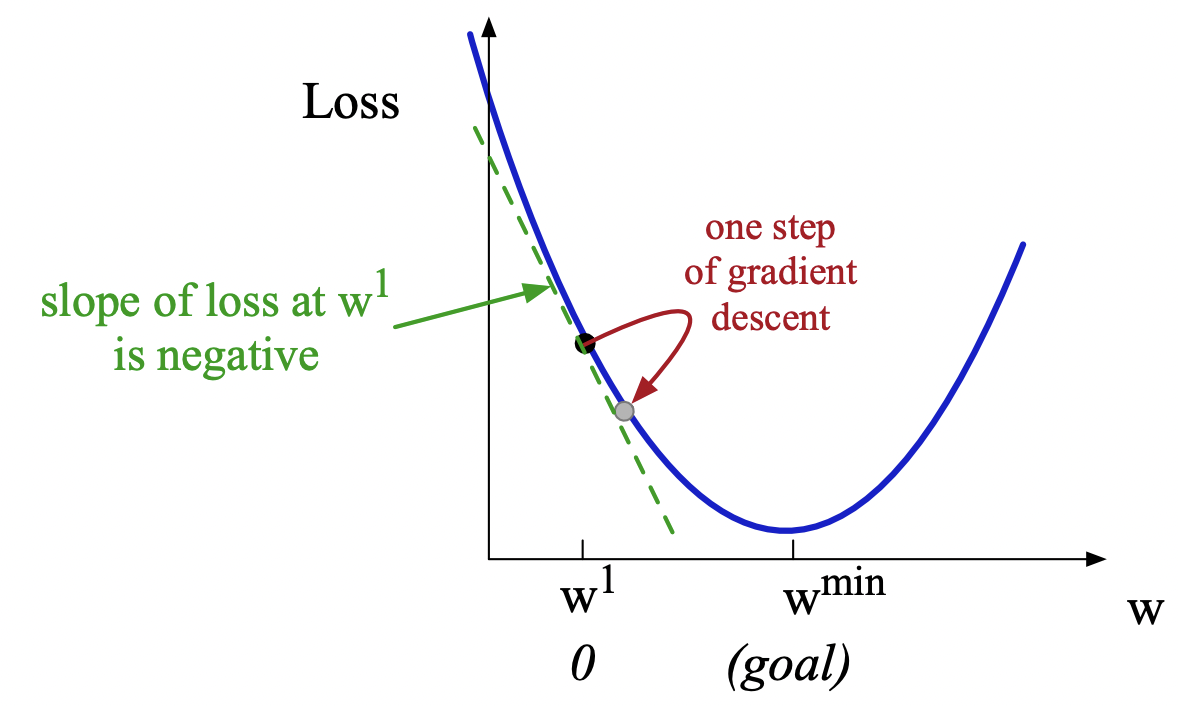 Loss
one step
of gradient
descent
slope of loss at w¹
is negative
w¹
wᵐⁱⁿ
w
0
(goal)